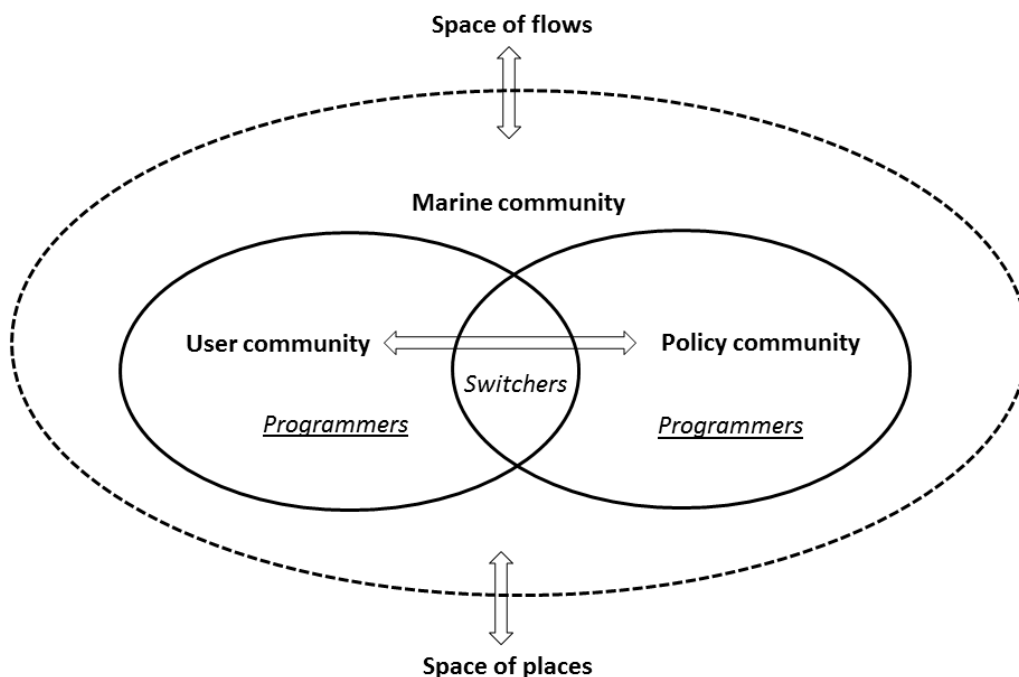 Space of flows
Marine community
User community
Policy community
Switchers
Programmers
Programmers
Space of places